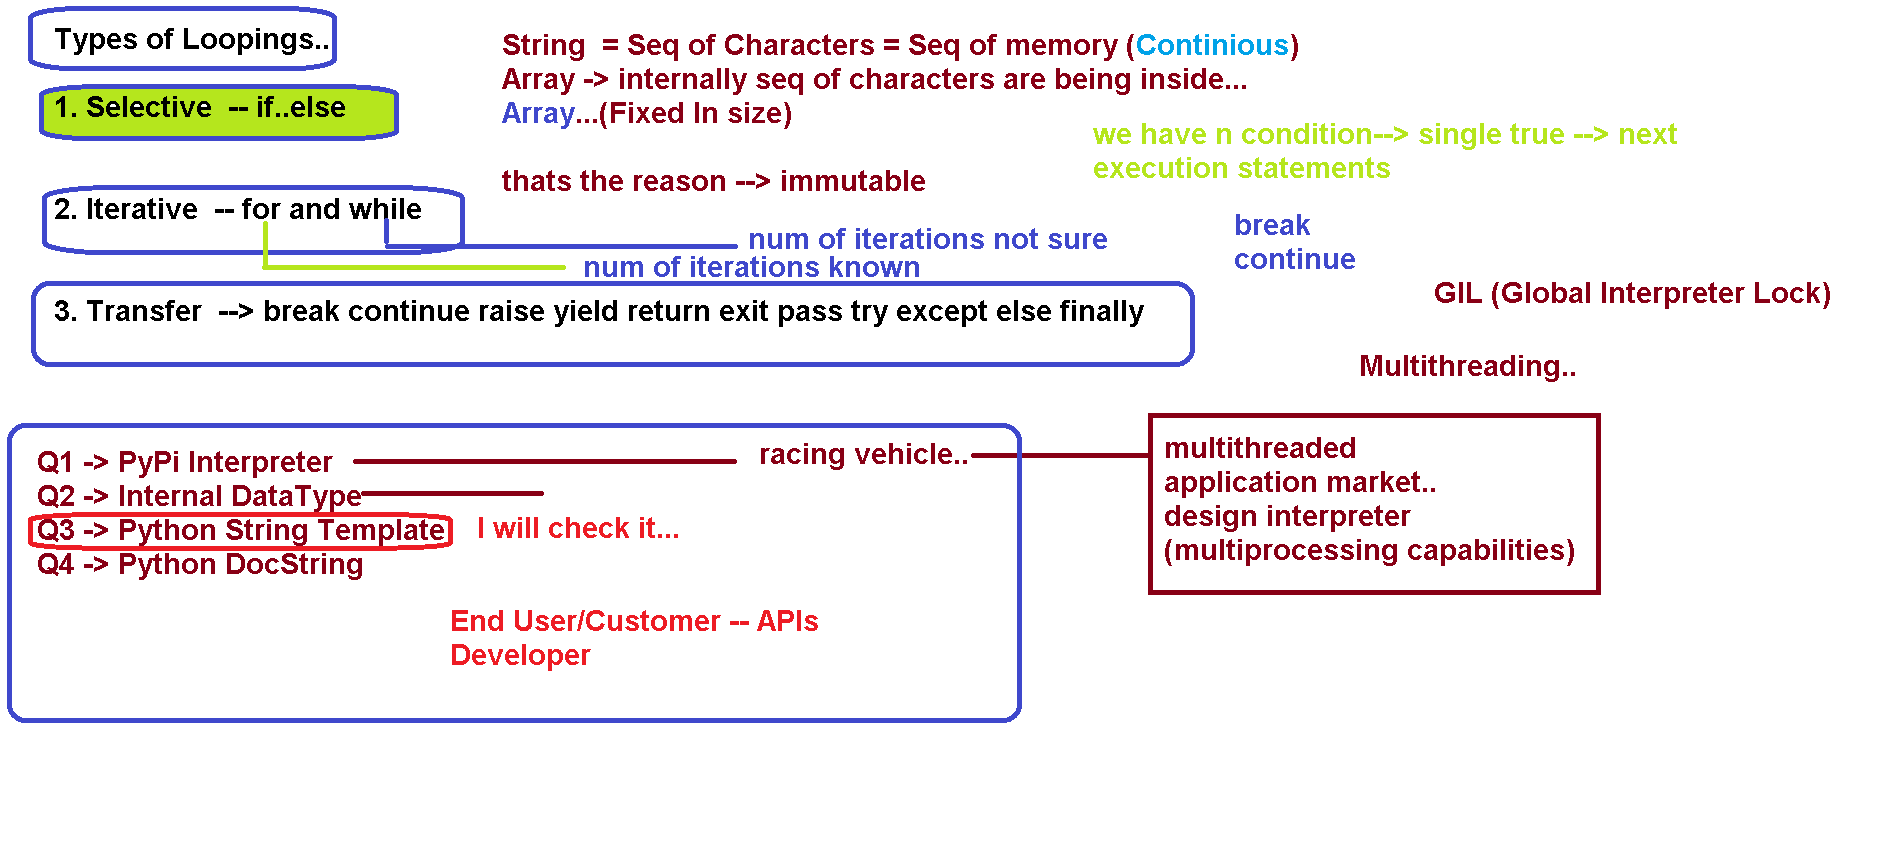 Types of Loopings..
1. Selective  -- if..else
2. Iterative  -- for and while
num of iterations not sure
num of iterations known
3. Transfer  --> break continue raise yield return exit pass try except else finally
String  = Seq of Characters = Seq of memory (Continious)
Array -> internally seq of characters are being inside...
Array...(Fixed In size)
thats the reason --> immutable
we have n condition--> single true --> next
execution statements
break
continue
GIL (Global Interpreter Lock)
Multithreading..
Q1 -> PyPi Interpreter
racing vehicle..
Q2 -> Internal DataType
Q3 -> Python String Template
I will check it...
Q4 -> Python DocString
End User/Customer -- APIs
Developer
multithreaded
application market..
design interpreter
(multiprocessing capabilities)